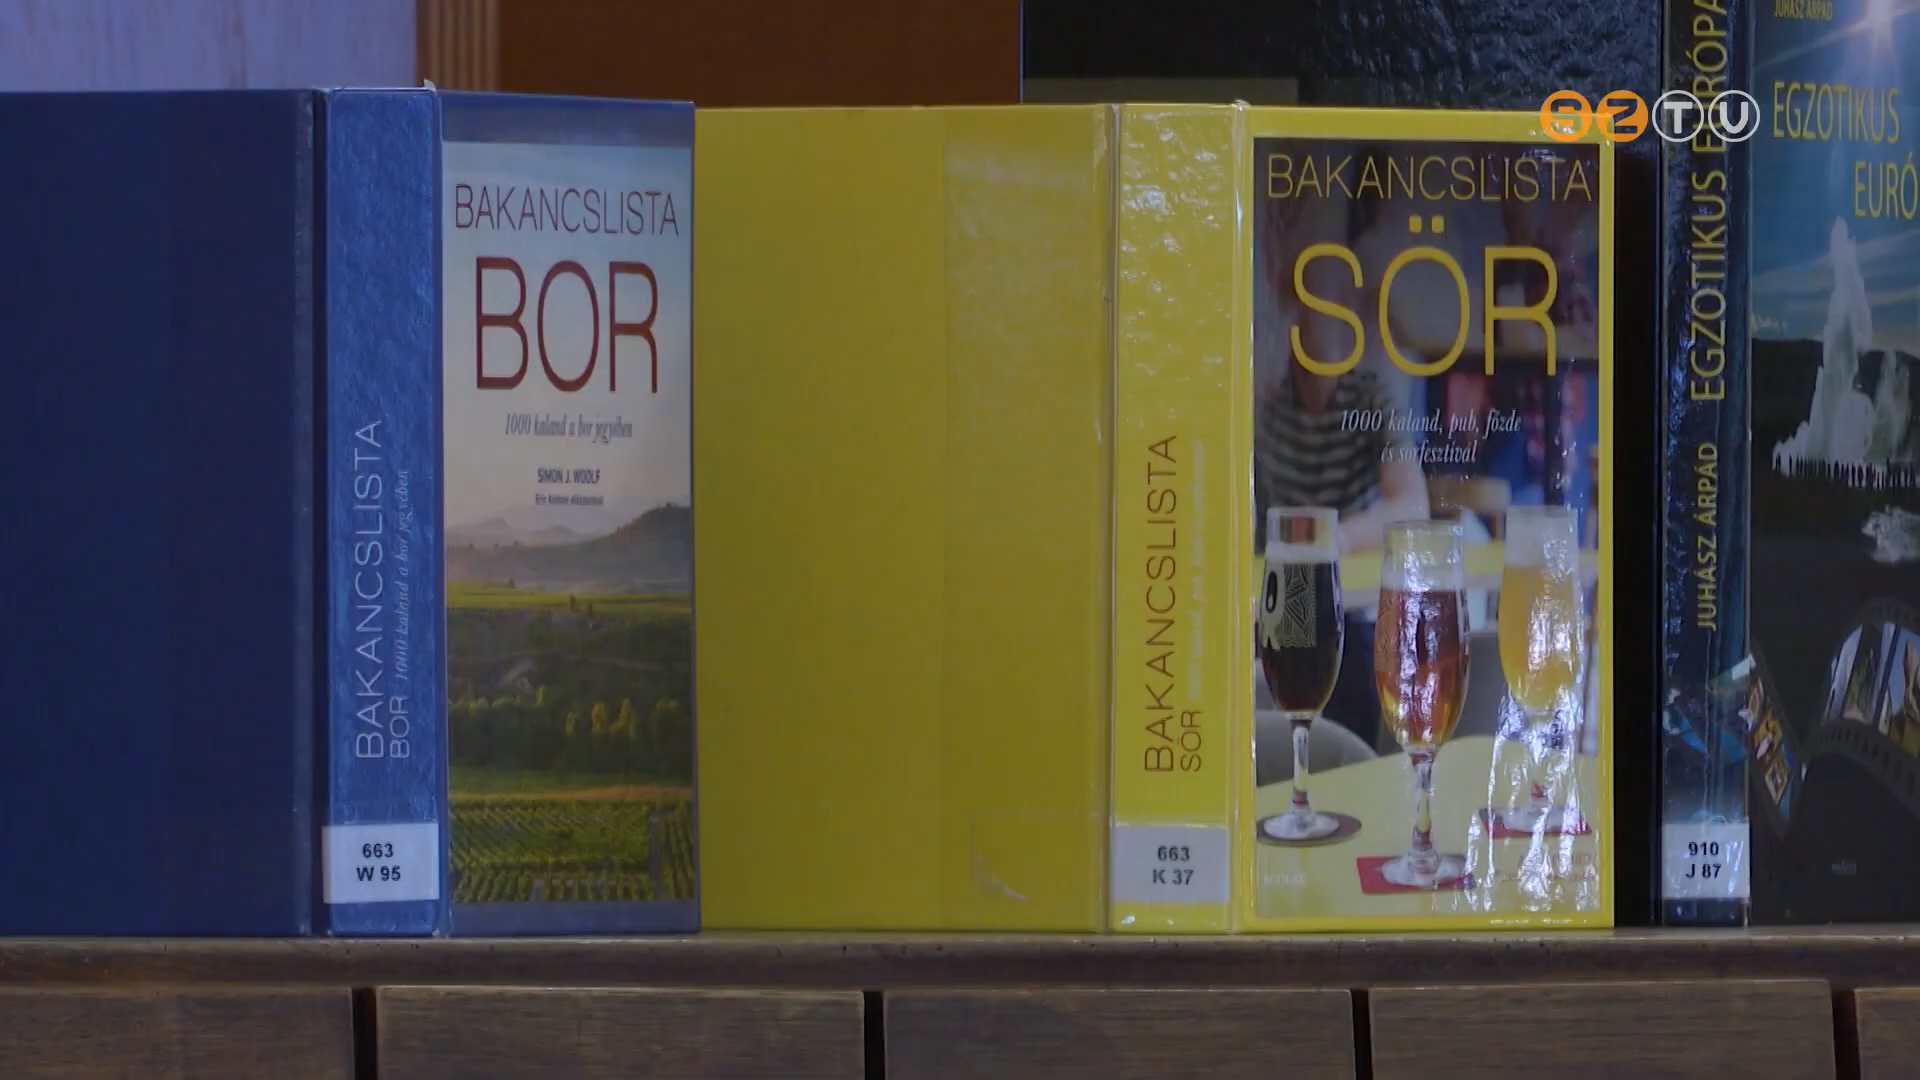 BAKANCSLISTA
BOR 1000 kaland a bor jegyében
663
W 95
BAKANCSLISTA
BOR
1000 kaland a bor jegyében
SIMON J. WOOLF
BAKANCSLISTA
SÖR
663
K 37
BAKANCSLISTA
SÖR
1000 kaland, pub, főzde
és sörfesztivál
JUHÁSZ ÁRPÁD EGZOTIKUS EURÓPA
910
J 87
JUHÁSZ ÁRPÁD
EGZOTIKUS
EURÓ
SZTV